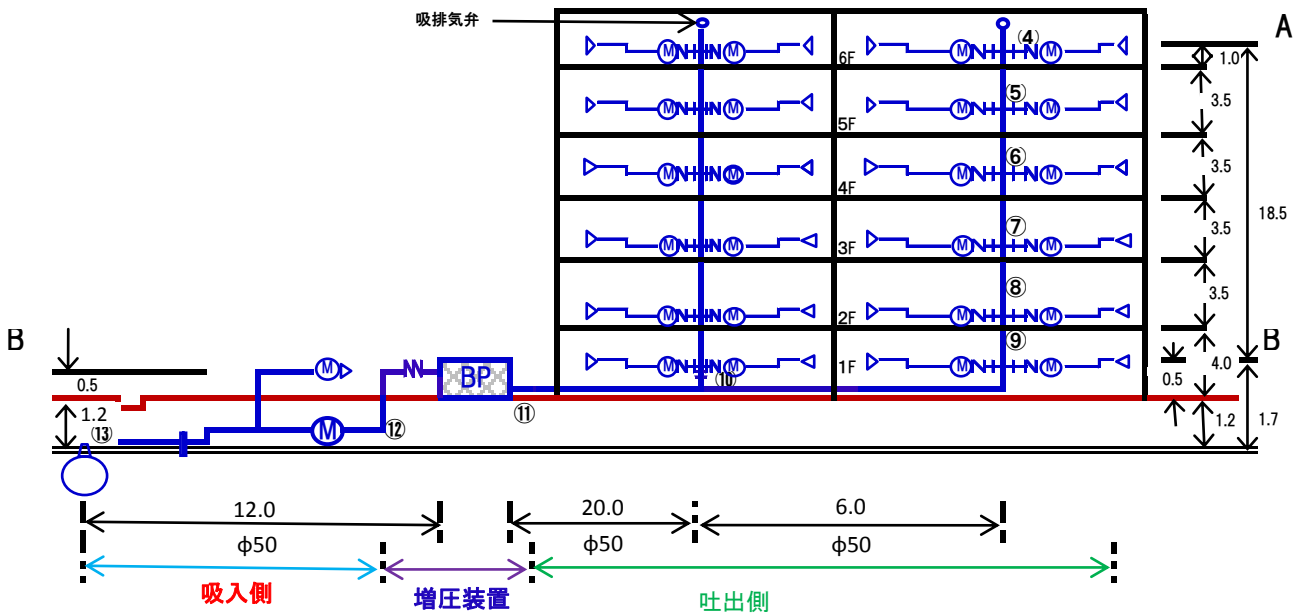 吸排気弁
A
M M M M ④
6F
1.0
M M M M ⑤
5F
3.5
M M M M ⑥
4F
3.5
M M M M ⑦
3F
3.5
18.5
M M M M ⑧
2F
3.5
M M M M ⑨
1F
4.0
B
B
0.5
M
BP
⑩
0.5
1.2
⑬
M
⑫
⑪
1.2
1.7
12.0
20.0
6.0
φ50
φ50
φ50
吸入側
増圧装置
吐出側